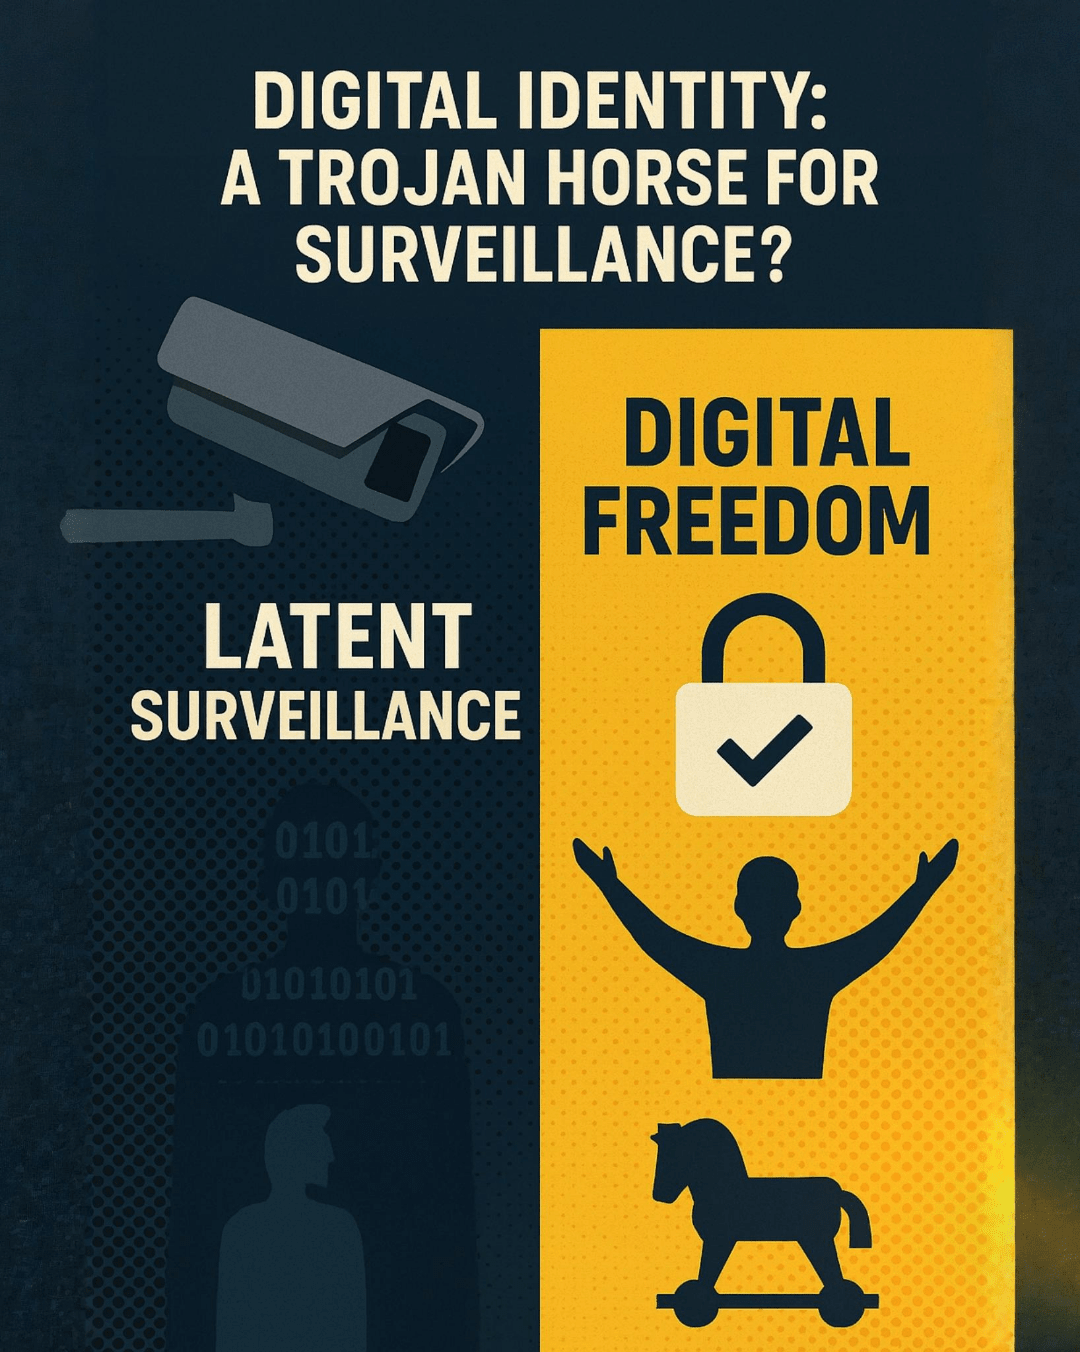 DIGITAL IDENTITY:
A TROJAN HORSE FOR
SURVEILLANCE?
DIGITAL
FREEDOM
LATENT
SURVEILLANCE
0101
0101
01010101
01010100101